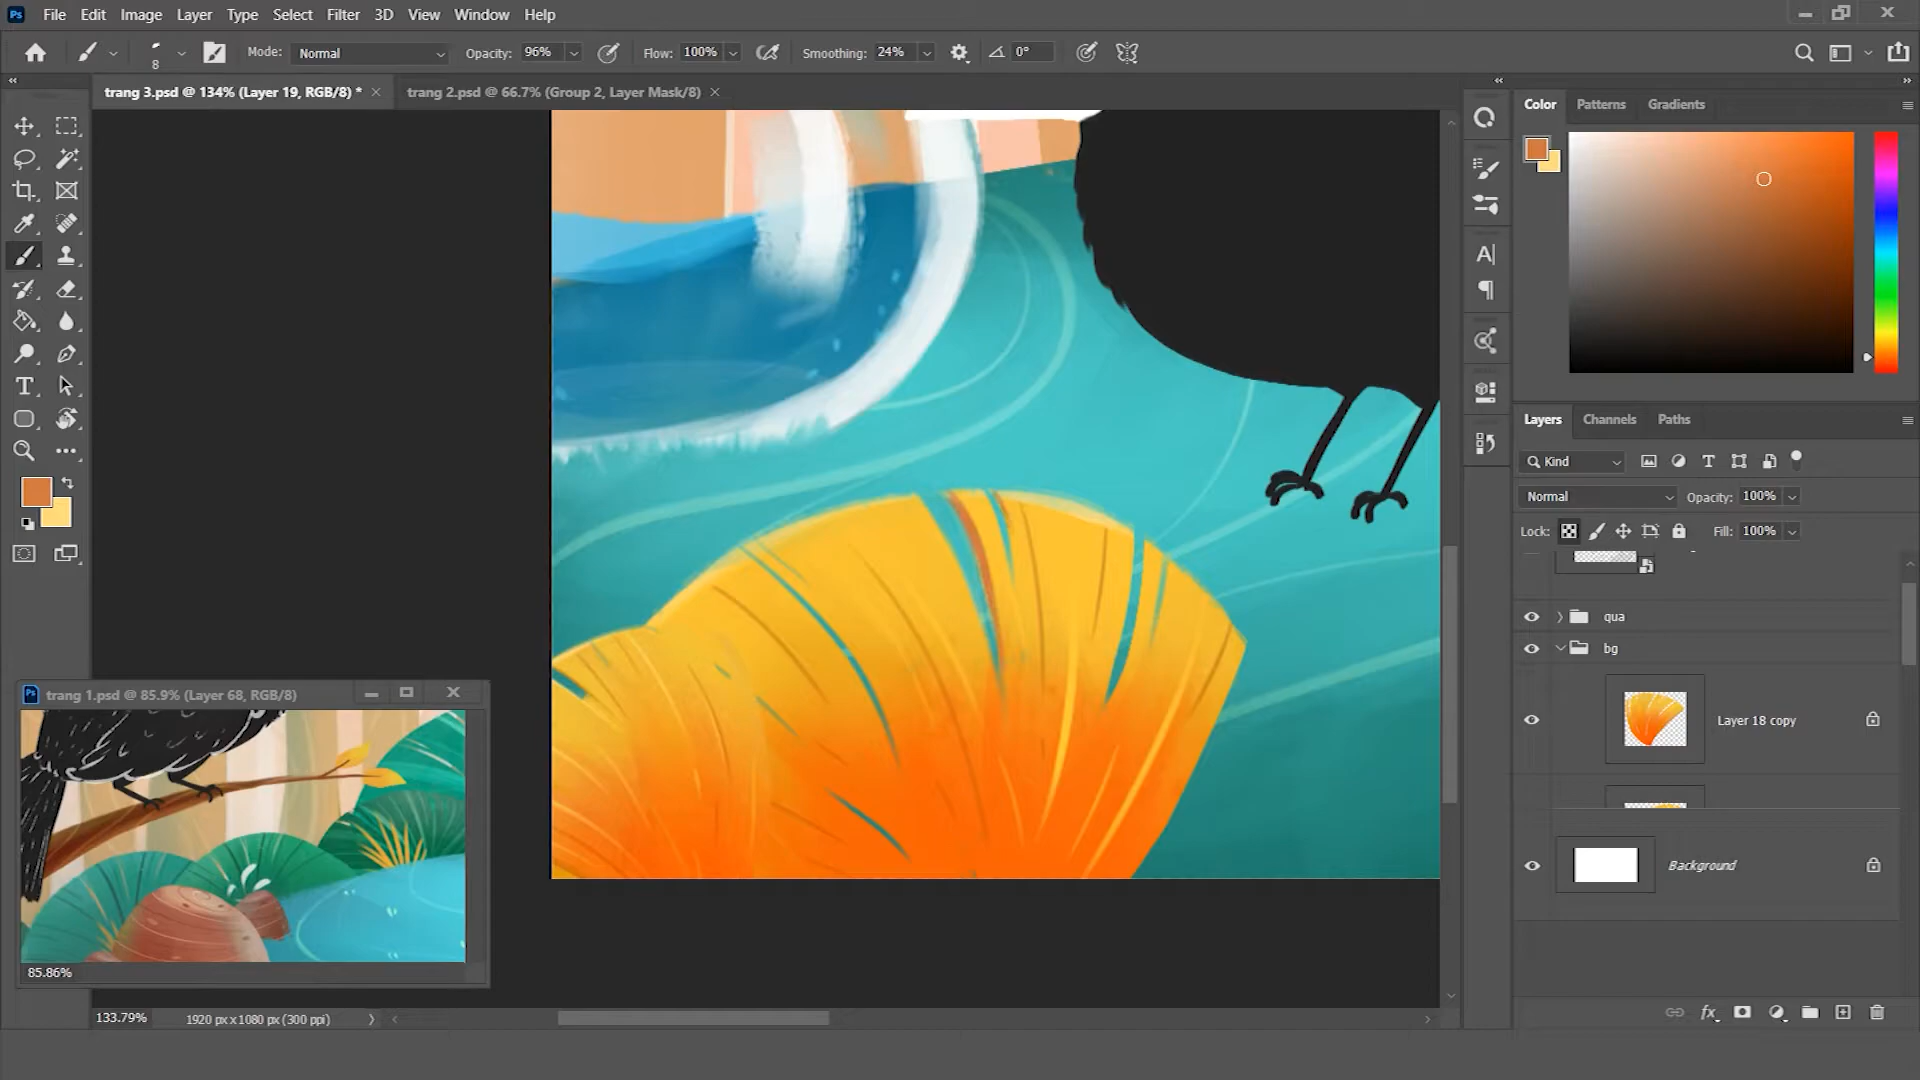 Ps File Edit Image Layer Type Select Filter 3D View Window Help
8 Mode: Normal Opacity: 96% Flow: 100% Smoothing: 24% 0°
trang 3.psd @ 134% (Layer 19, RGB/8) * trang 2.psd @ 66.7% (Group 2, Layer Mask/8)
Color Patterns Gradients
Layers Channels Paths
Kind
Normal Opacity: 100%
Lock: Fill: 100%
qua
bg
Layer 18 copy
Background
Ps trang 1.psd @ 85.9% (Layer 68, RGB/8)
85.86%
133.79% 1920 px x 1080 px (300 ppi)